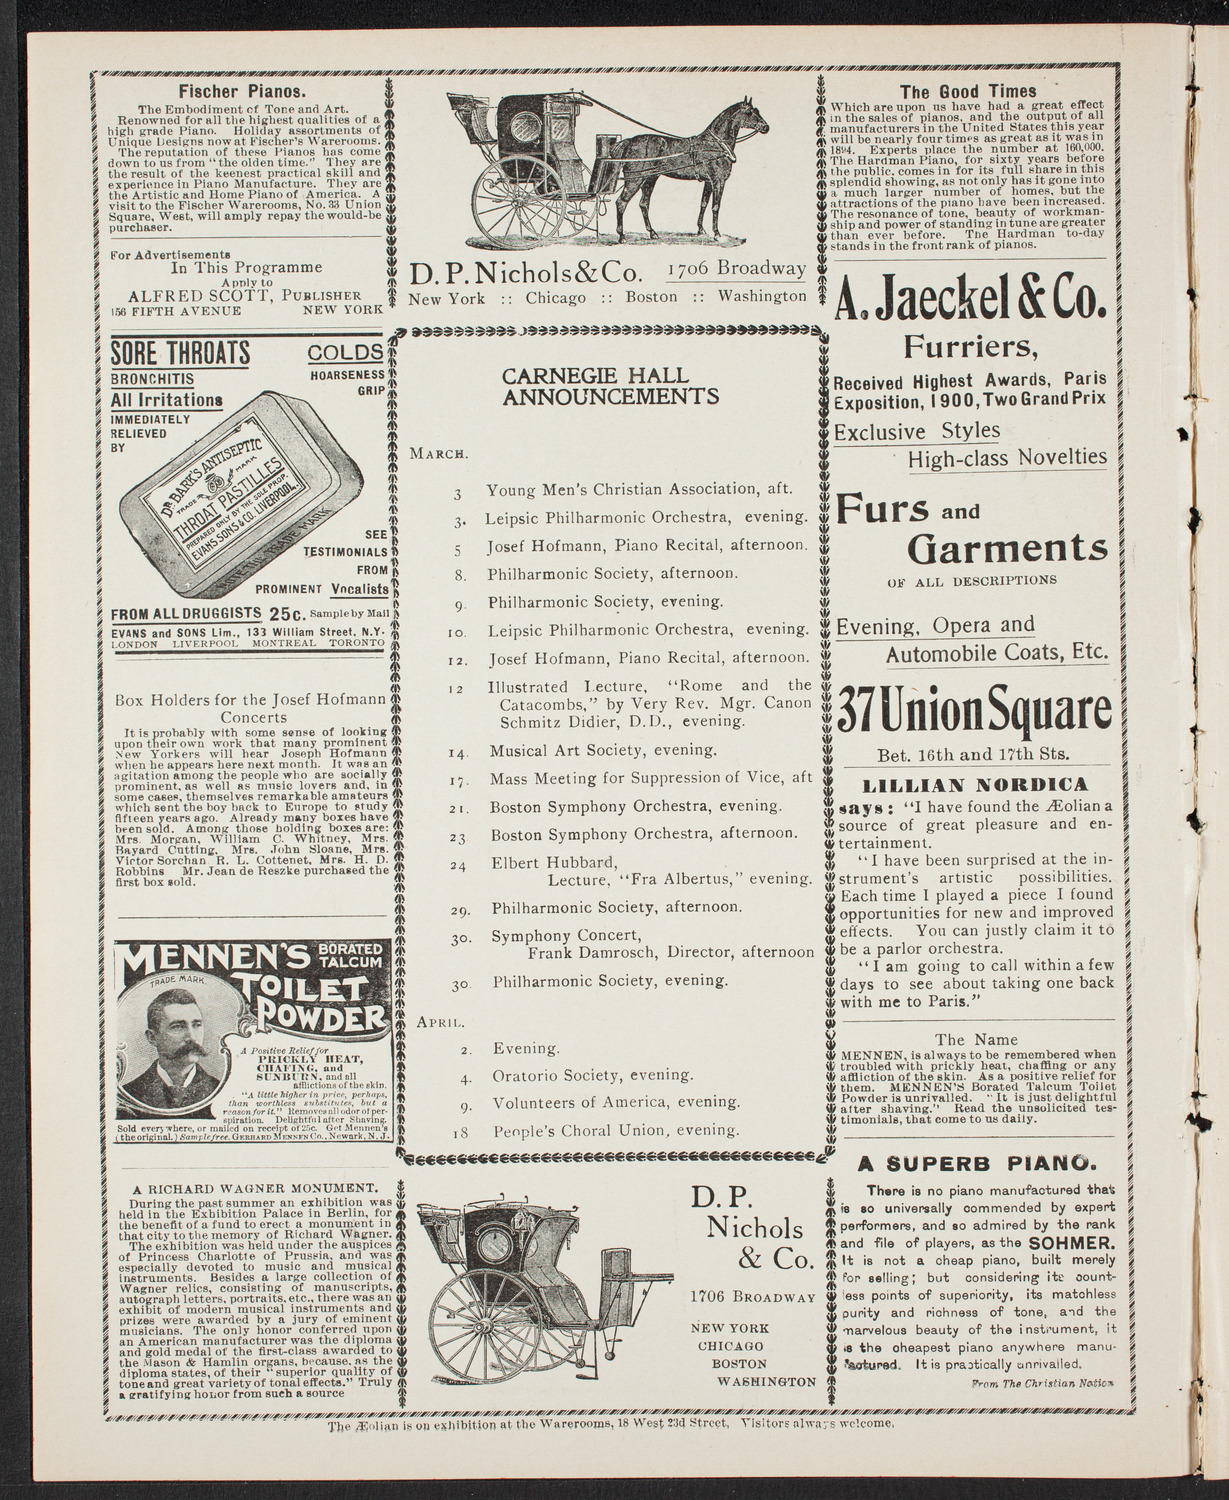 Fischer Pianos.
The Embodiment of Tone and Art.
Renowned for all the highest qualities of a
high grade Piano. Holiday assortments of
Unique Designs now at Fischer's Warerooms.
The reputation of these Pianos has come
down to us from "the olden time." They are
the result of the keenest practical skill and
experience in Piano Manufacture. They are
the Artistic and Home Piano of America. A
visit to the Fischer Warerooms, No. 33 Union
Square, West, will amply repay the would-be
purchaser.
For Advertisements
In This Programme
Apply to
ALFRED SCOTT, PUBLISHER
156 FIFTH AVENUE NEW YORK
SORE THROATS COLDS
BRONCHITIS HOARSENESS
All Irritations GRIP
IMMEDIATELY
RELIEVED
BY
DR. BARK'S ANTISEPTIC
TRADE MARK
THROAT PASTILLES
PREPARED ONLY BY THE SOLE PROP.
EVANS SONS & CO. LIVERPOOL.
NOTE THE TRADE MARK
SEE
TESTIMONIALS
FROM
PROMINENT Vocalists
FROM ALL DRUGGISTS 25c. Sample by Mail
EVANS and SONS Lim., 133 William Street, N.Y.
LONDON LIVERPOOL MONTREAL TORONTO
Box Holders for the Josef Hofmann
Concerts
It is probably with some sense of looking
upon their own work that many prominent
New Yorkers will hear Joseph Hofmann
when he appears here next month. It was an
agitation among the people who are socially
prominent, as well as music lovers and, in
some cases, themselves remarkable amateurs
which sent the boy back to Europe to study
fifteen years ago. Already many boxes have
been sold. Among those holding boxes are:
Mrs. Morgan, William C. Whitney, Mrs.
Bayard Cutting, Mrs. John Sloane, Mrs.
Victor Sorchan R. L. Cottenet, Mrs. H. D.
Robbins Mr. Jean de Reszke purchased the
first box sold.
MENNEN'S BORATED
TALCUM
TOILET
POWDER
TRADE MARK.
A Positive Relief for
PRICKLY HEAT,
CHAFING, and
SUNBURN, and all
afflictions of the skin.
"A little higher in price, perhaps,
than worthless substitutes, but a
reason for it." Removes all odor of per-
spiration. Delightful after Shaving.
Sold everywhere, or mailed on receipt of 25c. Get Mennen's
(the original.) Sample free. GERHARD MENNEN CO., Newark, N. J.
A RICHARD WAGNER MONUMENT.
During the past summer an exhibition was
held in the Exhibition Palace in Berlin, for
the benefit of a fund to erect a monument in
that city to the memory of Richard Wagner.
The exhibition was held under the auspices
of Princess Charlotte of Prussia, and was
especially devoted to music and musical
instruments. Besides a large collection of
Wagner relics, consisting of manuscripts,
autograph letters, portraits, etc., there was an
exhibit of modern musical instruments and
prizes were awarded by a jury of eminent
musicians. The only honor conferred upon
an American manufacturer was the diploma
and gold medal of the first-class awarded to
the Mason & Hamlin organs, because, as the
diploma states, of their "superior quality of
tone and great variety of tonal effects." Truly
a gratifying honor from such a source
D. P. Nichols & Co. 1706 Broadway
New York :: Chicago :: Boston :: Washington
CARNEGIE HALL
ANNOUNCEMENTS
MARCH.
3 Young Men's Christian Association, aft.
3. Leipsic Philharmonic Orchestra, evening.
5 Josef Hofmann, Piano Recital, afternoon.
8. Philharmonic Society, afternoon.
9. Philharmonic Society, evening.
10. Leipsic Philharmonic Orchestra, evening.
12. Josef Hofmann, Piano Recital, afternoon.
12 Illustrated Lecture, "Rome and the
Catacombs," by Very Rev. Mgr. Canon
Schmitz Didier, D.D., evening.
14. Musical Art Society, evening.
17. Mass Meeting for Suppression of Vice, aft
21. Boston Symphony Orchestra, evening.
23 Boston Symphony Orchestra, afternoon.
24 Elbert Hubbard,
Lecture, "Fra Albertus," evening.
29. Philharmonic Society, afternoon.
30. Symphony Concert,
Frank Damrosch, Director, afternoon
30. Philharmonic Society, evening.
APRIL.
2. Evening.
4. Oratorio Society, evening.
9. Volunteers of America, evening.
18 People's Choral Union, evening.
D. P.
Nichols
& Co.
1706 BROADWAY
NEW YORK
CHICAGO
BOSTON
WASHINGTON
The Good Times
Which are upon us have had a great effect
in the sales of pianos, and the output of all
manufacturers in the United States this year
will be nearly four times as great as it was in
1894. Experts place the number at 160,000.
The Hardman Piano, for sixty years before
the public, comes in for its full share in this
splendid showing, as not only has it gone into
a much larger number of homes, but the
attractions of the piano have been increased.
The resonance of tone, beauty of workman-
ship and power of standing in tune are greater
than ever before. The Hardman to-day
stands in the front rank of pianos.
A. Jaeckel & Co.
Furriers,
Received Highest Awards, Paris
Exposition, 1900, Two Grand Prix
Exclusive Styles
High-class Novelties
Furs and
Garments
OF ALL DESCRIPTIONS
Evening, Opera and
Automobile Coats, Etc.
37 Union Square
Bet. 16th and 17th Sts.
LILLIAN NORDICA
says: "I have found the Æolian a
source of great pleasure and en-
tertainment.
"I have been surprised at the in-
strument's artistic possibilities.
Each time I played a piece I found
opportunities for new and improved
effects. You can justly claim it to
be a parlor orchestra.
"I am going to call within a few
days to see about taking one back
with me to Paris."
The Name
MENNEN, is always to be remembered when
troubled with prickly heat, chaffing or any
affliction of the skin. As a positive relief for
them. MENNEN'S Borated Talcum Toilet
Powder is unrivalled. "It is just delightful
after shaving." Read the unsolicited tes-
timonials, that come to us daily.
A SUPERB PIANO.
There is no piano manufactured that
is so universally commended by expert
performers, and so admired by the rank
and file of players, as the SOHMER.
It is not a cheap piano, built merely
for selling; but considering its count-
less points of superiority, its matchless
purity and richness of tone, and the
marvelous beauty of the instrument, it
is the cheapest piano anywhere manu-
factured. It is practically unrivalled.
From The Christian Nation
The Æolian is on exhibition at the Warerooms, 18 West 23d Street, Visitors always welcome.